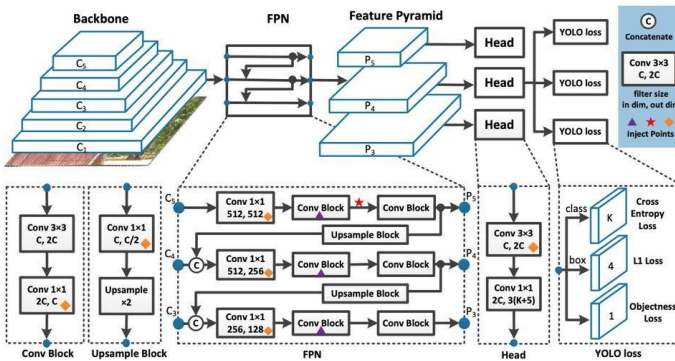 Backbone
FPN
Feature Pyramid
C5
C4
C3
C2
C1
P5
P4
P3
Head
Head
Head
YOLO loss
YOLO loss
YOLO loss
C
Concatenate
Conv 3×3
C, 2C
filter size
in dim, out dim
Inject Points
Conv 3×3
C, 2C
Conv 1×1
2C, C
Conv Block
Conv 1×1
C, C/2
Upsample
×2
Upsample Block
C5
Conv 1×1
512, 512
Conv Block
Conv Block
P5
Upsample Block
C4
C
Conv 1×1
512, 256
Conv Block
Conv Block
P4
Upsample Block
C3
C
Conv 1×1
256, 128
Conv Block
Conv Block
P3
FPN
Conv 3×3
C, 2C
Conv 1×1
2C, 3(K+5)
Head
class
K
Cross
Entropy
Loss
box
4
L1 Loss
1
Objectness
Loss
YOLO loss